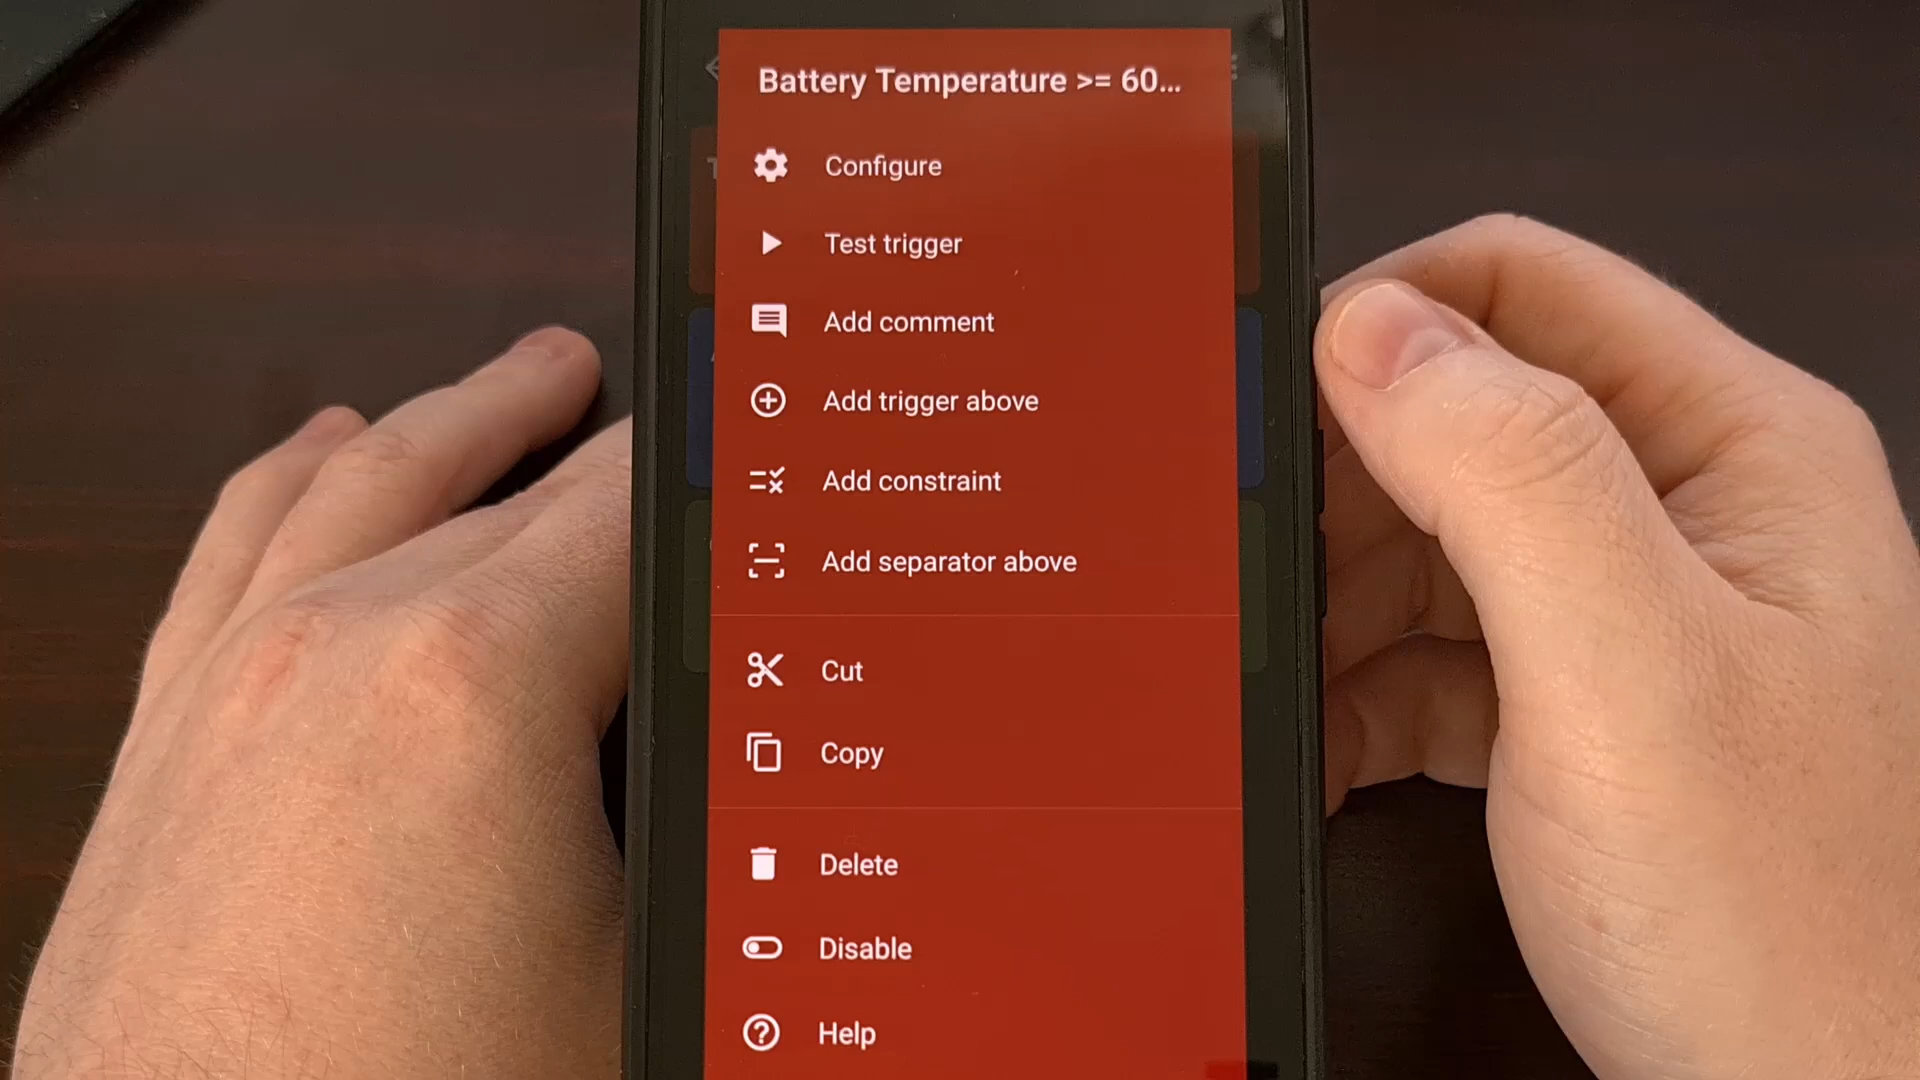 Battery Temperature >= 60...
Configure
Test trigger
Add comment
Add trigger above
Add constraint
Add separator above
Cut
Copy
Delete
Disable
Help